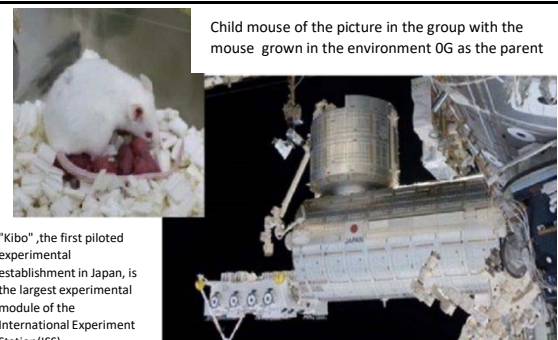 Child mouse of the picture in the group with the
mouse grown in the environment 0G as the parent
"Kibo" ,the first piloted
experimental
establishment in Japan, is
the largest experimental
module of the
International Experiment
JAPAN